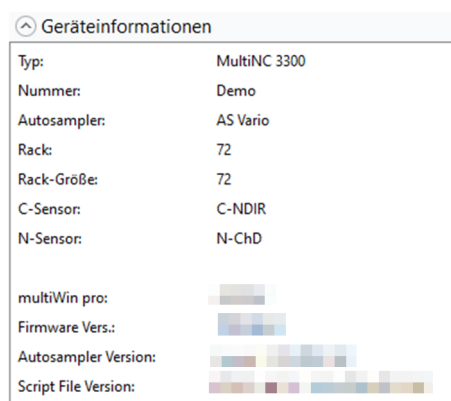 Geräteinformationen
Typ: MultiNC 3300
Nummer: Demo
Autosampler: AS Vario
Rack: 72
Rack-Größe: 72
C-Sensor: C-NDIR
N-Sensor: N-ChD
multiWin pro:
Firmware Vers.:
Autosampler Version:
Script File Version: